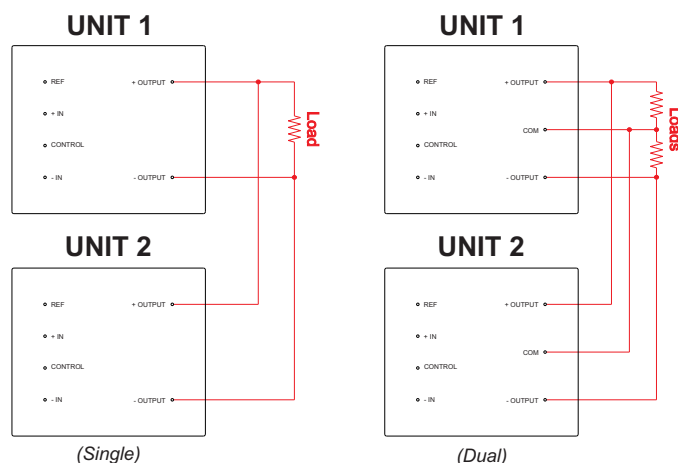 UNIT 1
REF
+ OUTPUT
+ IN
CONTROL
- IN
- OUTPUT
Load
UNIT 2
REF
+ OUTPUT
+ IN
CONTROL
- IN
- OUTPUT
(Single)
UNIT 1
REF
+ OUTPUT
+ IN
COM
CONTROL
- IN
- OUTPUT
Loads
UNIT 2
REF
+ OUTPUT
+ IN
COM
CONTROL
- IN
- OUTPUT
(Dual)